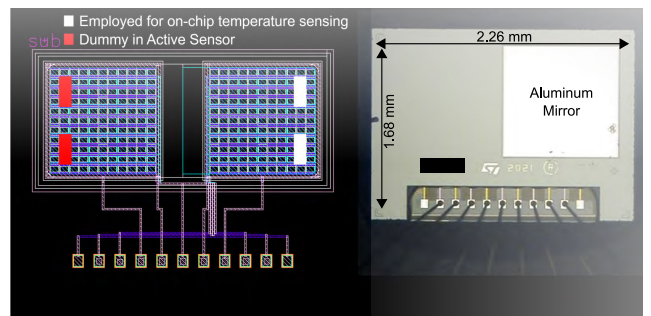 Employed for on-chip temperature sensing
Dummy in Active Sensor
sub
2.26 mm
1.68 mm
Aluminum
Mirror
ST 2021 (e)